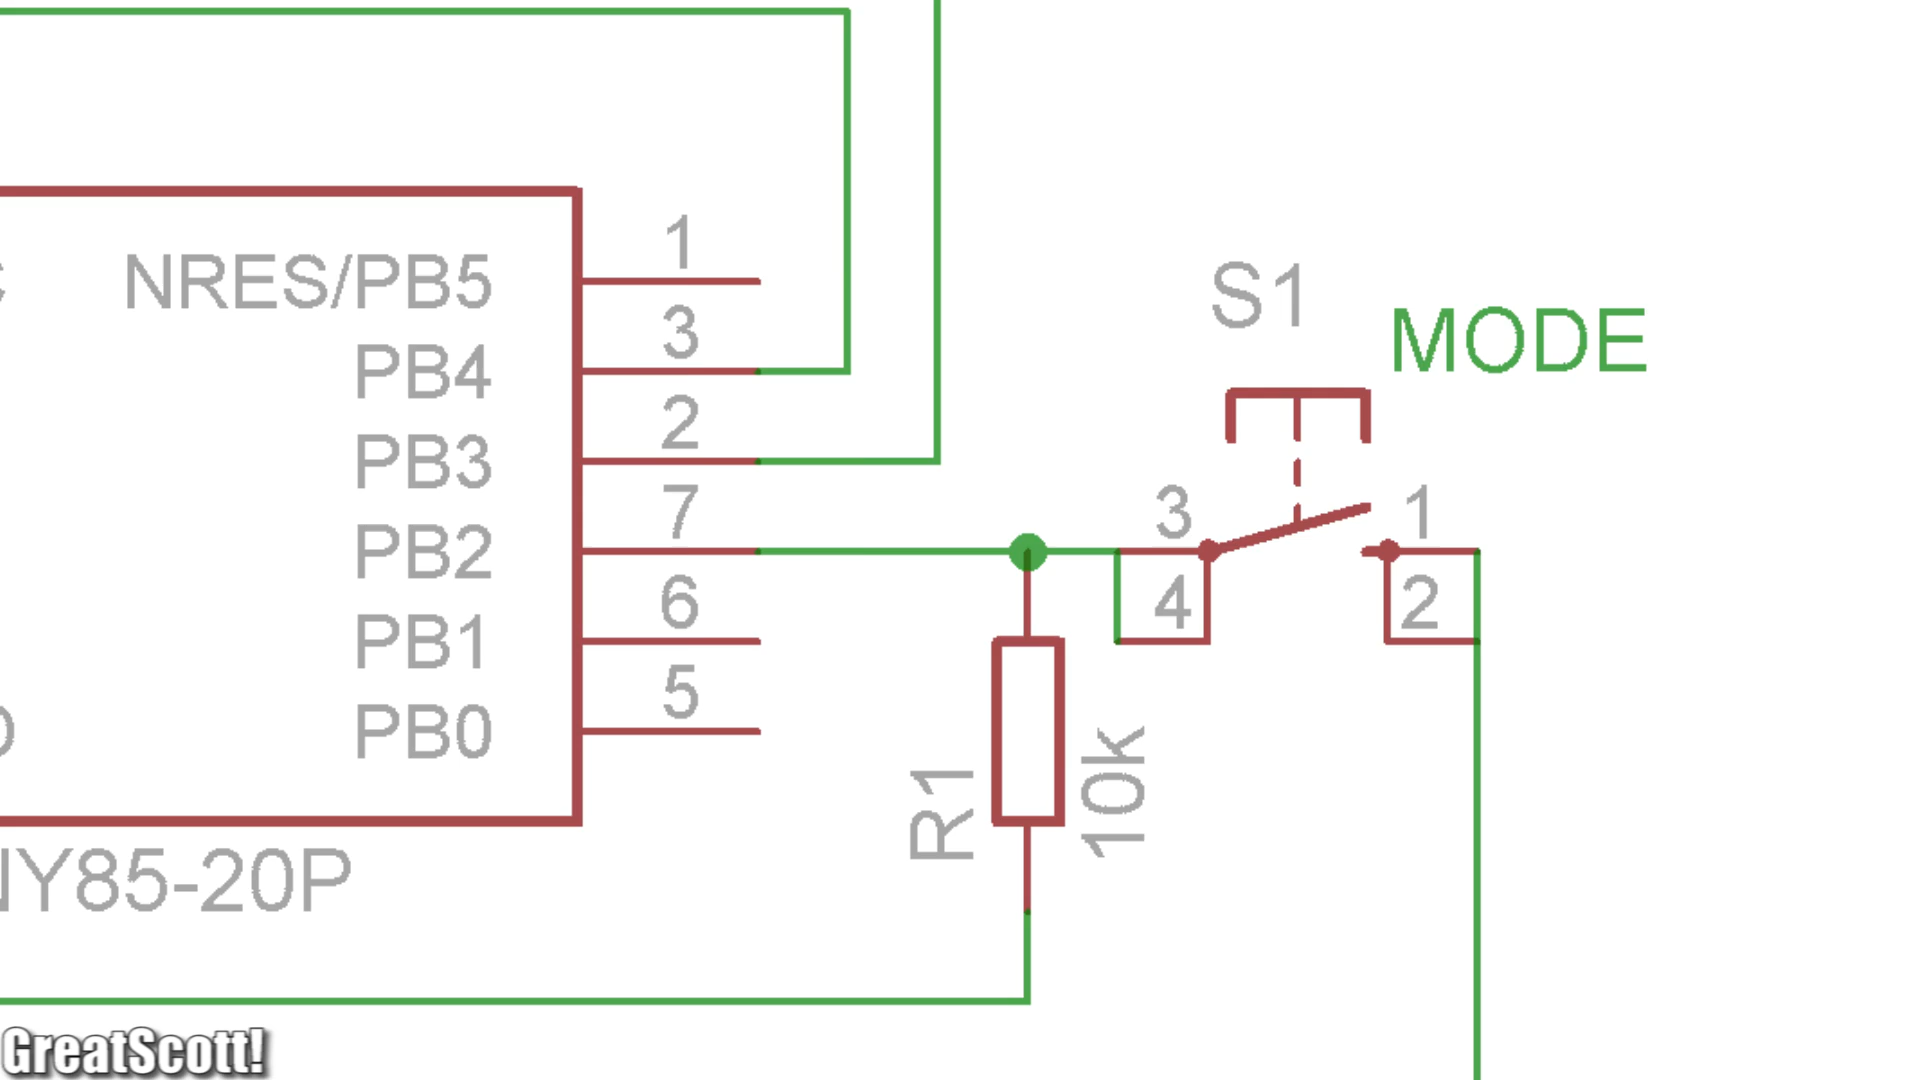 NRES/PB5
1
PB4
3
PB3
2
PB2
7
PB1
6
PB0
5
NY85-20P
S1
MODE
3
1
4
2
R1
10k
GreatScott!